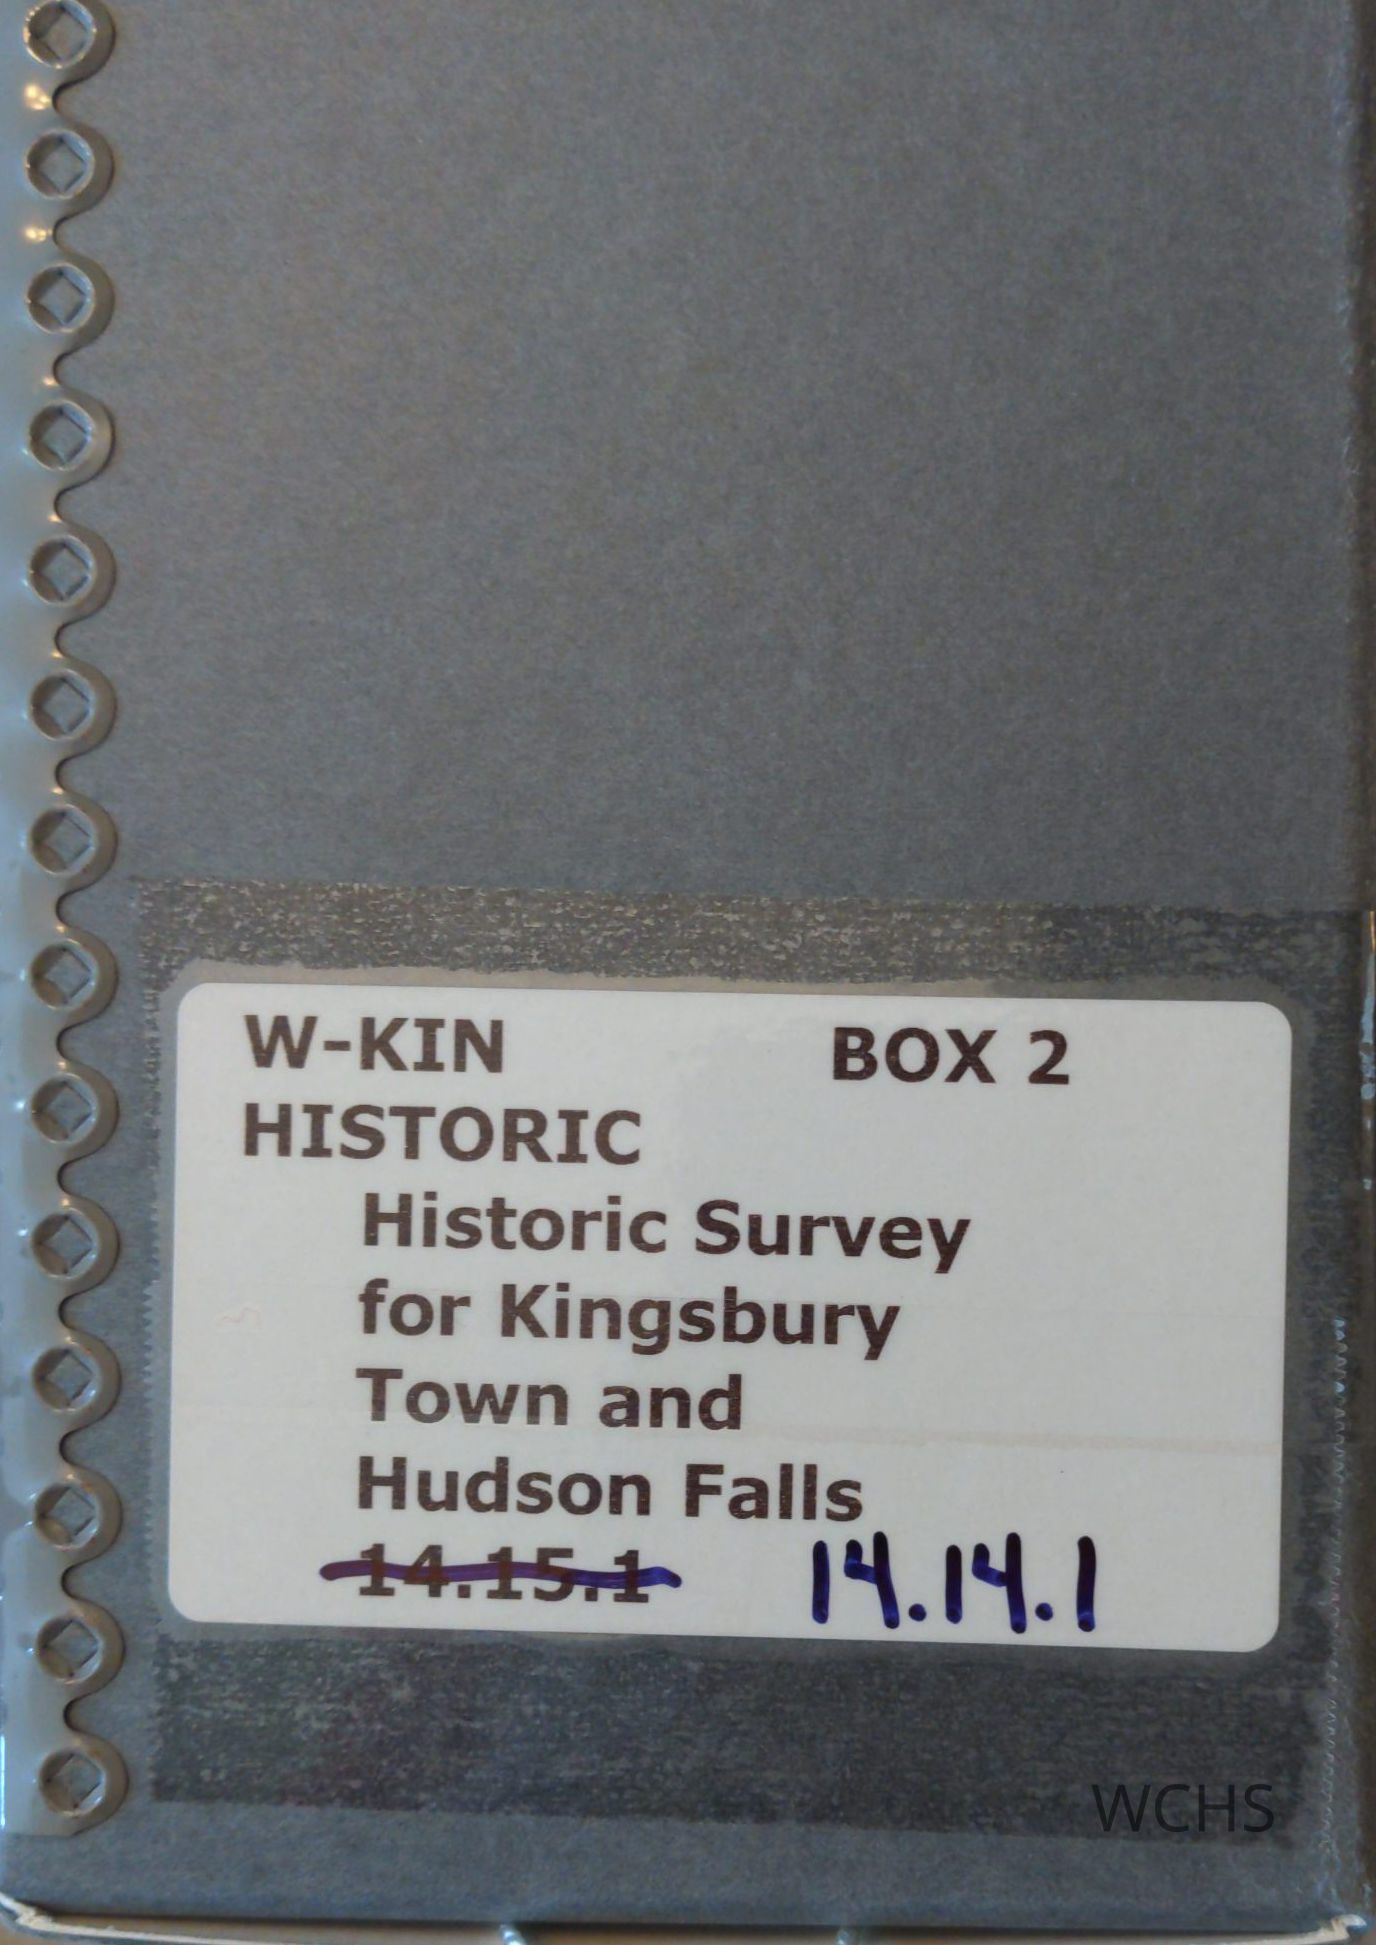 W-KIN BOX 2
HISTORIC
Historic Survey
for Kingsbury
Town and
Hudson Falls
14.15.1 14.14.1
WCHS